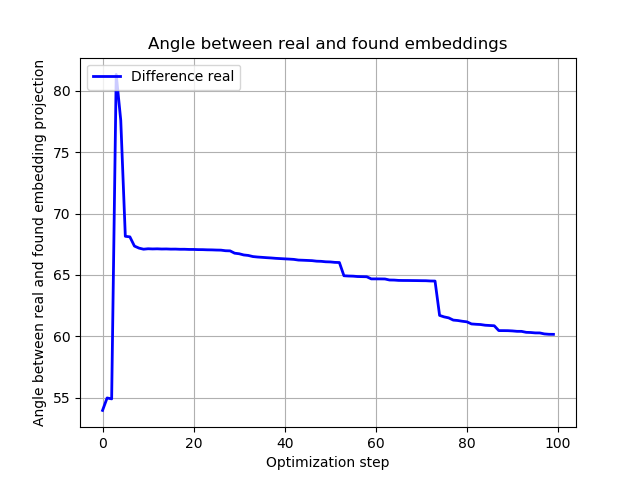 Angle between real and found embeddings
Difference real
Angle between real and found embedding projection
80
75
70
65
60
55
0 20 40 60 80 100
Optimization step